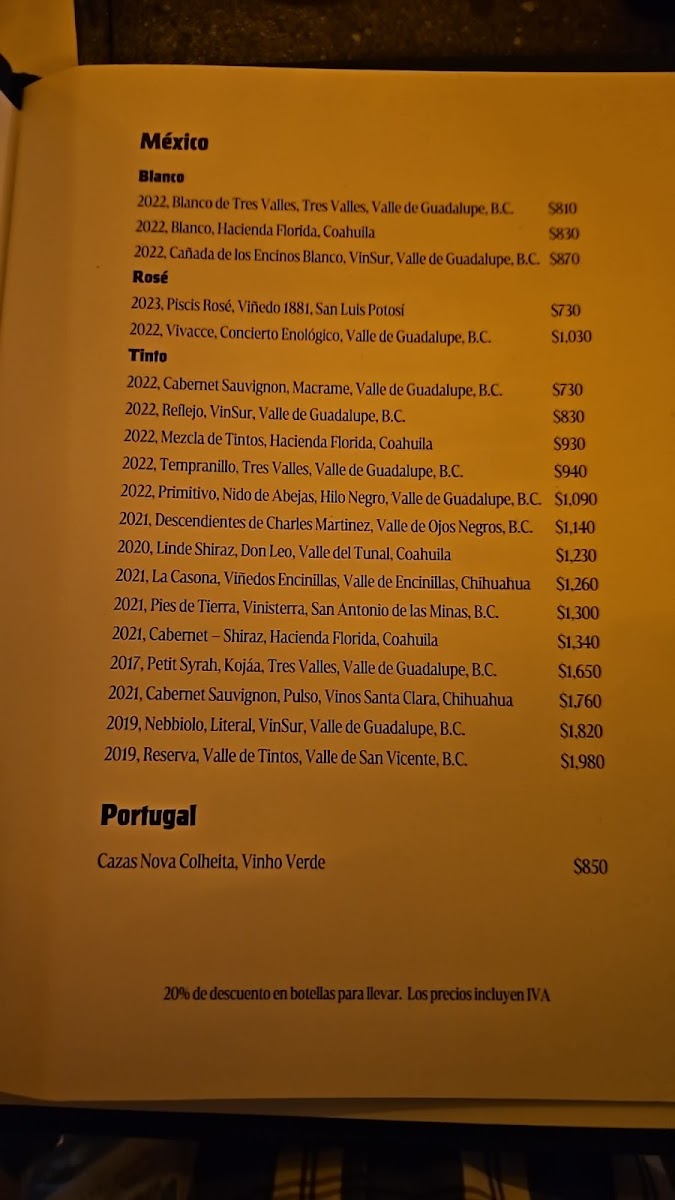 México
Blanco
2022, Blanco de Tres Valles, Tres Valles, Valle de Guadalupe, B.C. $810
2022, Blanco, Hacienda Florida, Coahuila $830
2022, Cañada de los Encinos Blanco, VinSur, Valle de Guadalupe, B.C. $870
Rosé
2023, Piscis Rosé, Viñedo 1881, San Luis Potosí $730
2022, Vivacce, Concierto Enológico, Valle de Guadalupe, B.C. $1,030
Tinto
2022, Cabernet Sauvignon, Macrame, Valle de Guadalupe, B.C. $730
2022, Reflejo, VinSur, Valle de Guadalupe, B.C. $830
2022, Mezcla de Tintos, Hacienda Florida, Coahuila $930
2022, Tempranillo, Tres Valles, Valle de Guadalupe, B.C. $940
2022, Primitivo, Nido de Abejas, Hilo Negro, Valle de Guadalupe, B.C. $1,090
2021, Descendientes de Charles Martinez, Valle de Ojos Negros, B.C. $1,140
2020, Linde Shiraz, Don Leo, Valle del Tunal, Coahuila $1,230
2021, La Casona, Viñedos Encinillas, Valle de Encinillas, Chihuahua $1,260
2021, Pies de Tierra, Vinisterra, San Antonio de las Minas, B.C. $1,300
2021, Cabernet – Shiraz, Hacienda Florida, Coahuila $1,340
2017, Petit Syrah, Kojáa, Tres Valles, Valle de Guadalupe, B.C. $1,650
2021, Cabernet Sauvignon, Pulso, Vinos Santa Clara, Chihuahua $1,760
2019, Nebbiolo, Literal, VinSur, Valle de Guadalupe, B.C. $1,820
2019, Reserva, Valle de Tintos, Valle de San Vicente, B.C. $1,980
Portugal
Cazas Nova Colheita, Vinho Verde $850
20% de descuento en botellas para llevar. Los precios incluyen IVA